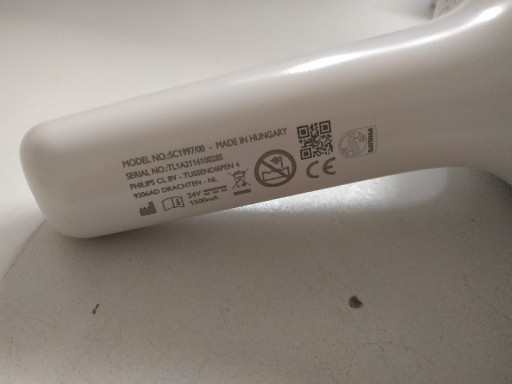 MODEL NO.:SC1997/00 · MADE IN HUNGARY
SERIAL NO.:TL1A2116100285
PHILIPS CL BV - TUSSENDIEPEN 4
9206AD DRACHTEN - NL
24V
1500mA
CE
PHILIPS